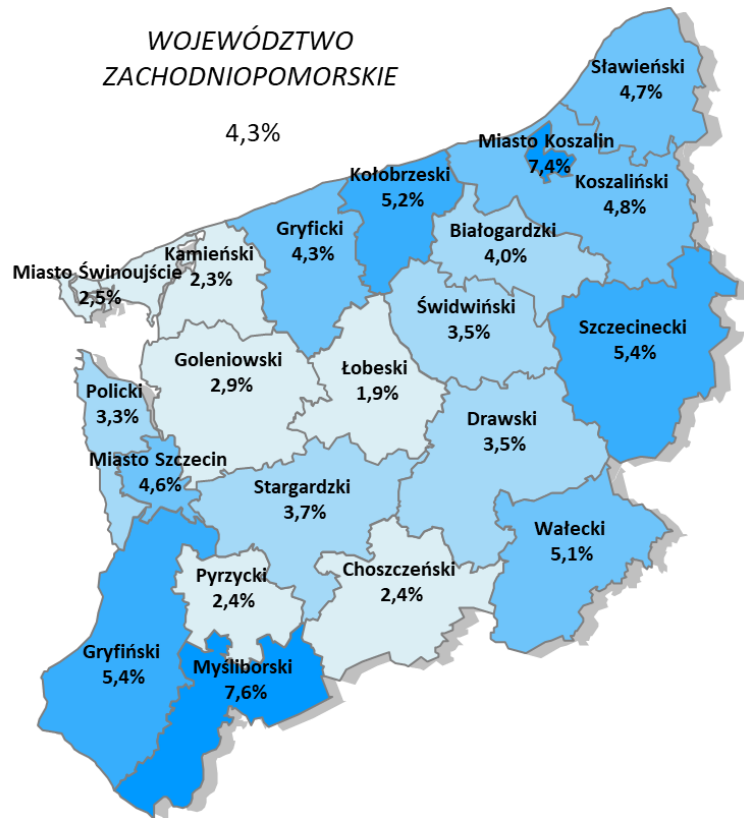 WOJEWÓDZTWO
ZACHODNIOPOMORSKIE
4,3%
Sławieński
4,7%
Miasto Koszalin
7,4%
Kołobrzeski
5,2%
Koszaliński
4,8%
Gryficki
4,3%
Białogardzki
4,0%
Kamieński
2,3%
Miasto Świnoujście
2,5%
Świdwiński
3,5%
Szczecinecki
5,4%
Goleniowski
2,9%
Łobeski
1,9%
Policki
3,3%
Drawski
3,5%
Miasto Szczecin
4,6%
Stargardzki
3,7%
Wałecki
5,1%
Pyrzycki
2,4%
Choszczeński
2,4%
Gryfiński
5,4%
Myśliborski
7,6%